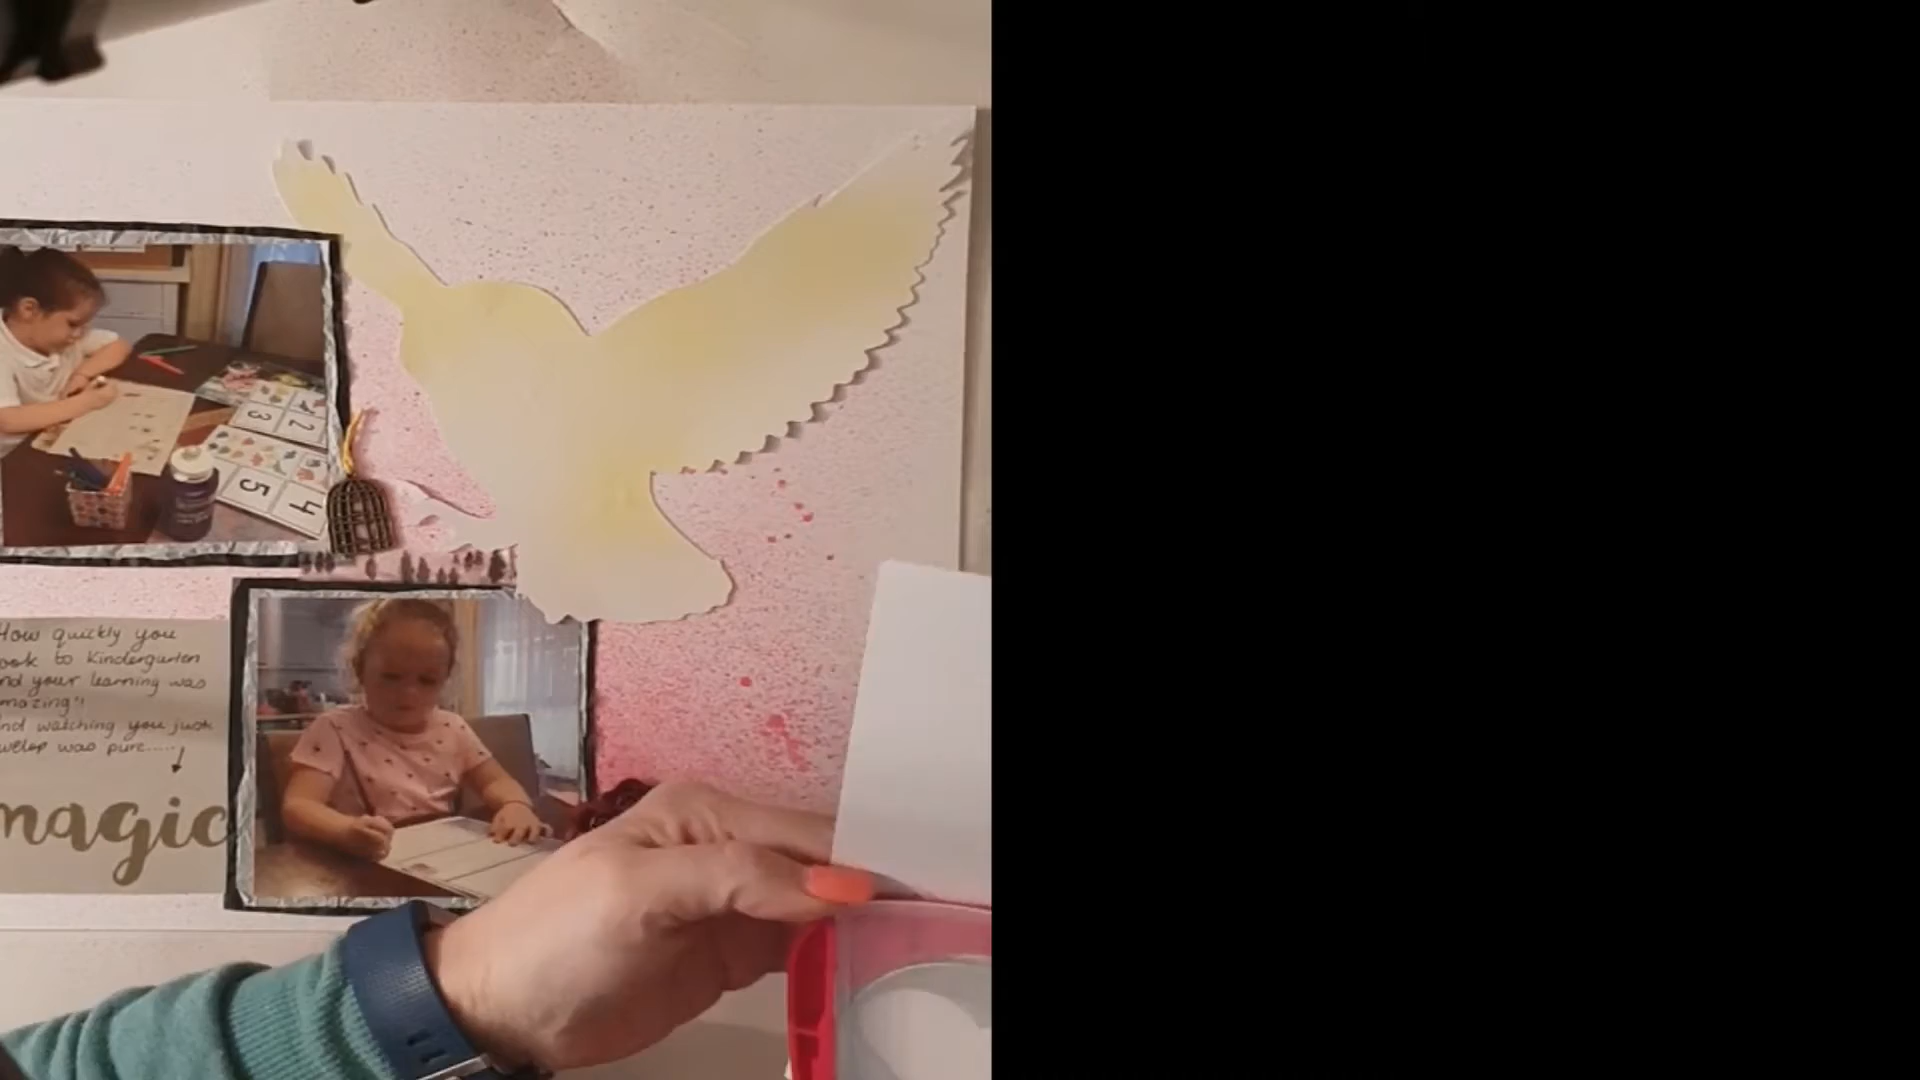 2
3
4
5
How quickly you
ook to Kindergarten
nd your learning was
mazing"!
nd watching you just
velop was pure.....
magic